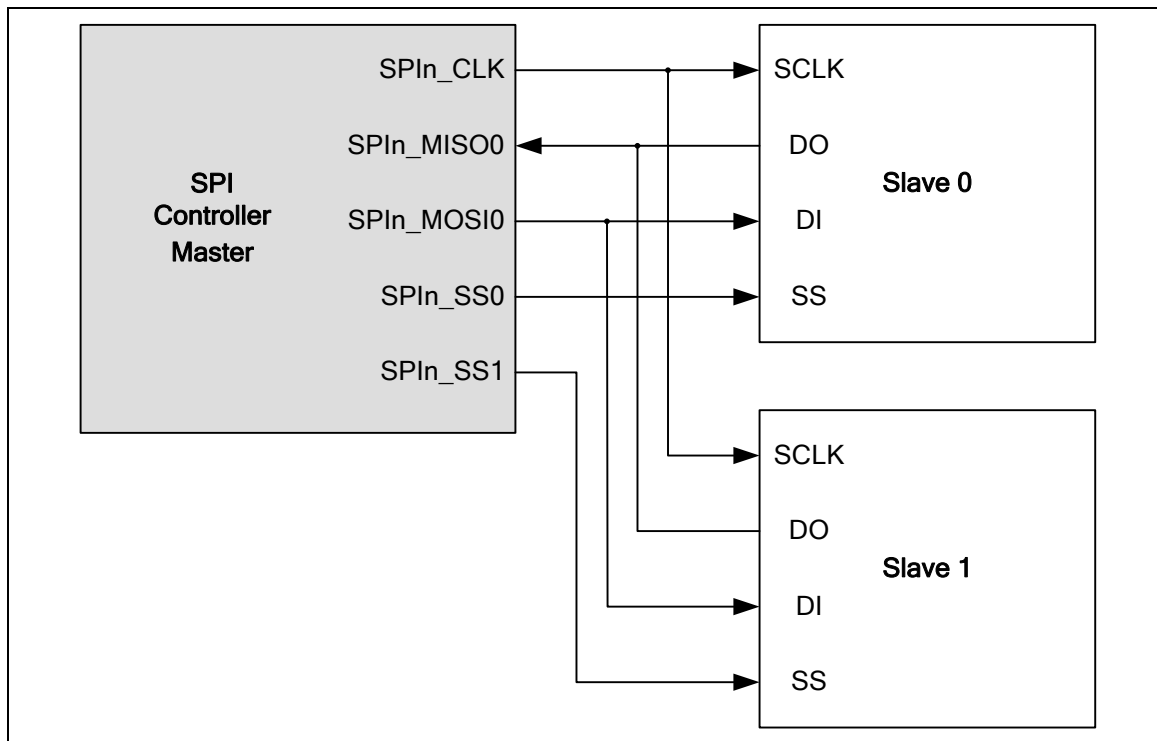 SPI
Controller
Master
SPIn_CLK
SPIn_MISO0
SPIn_MOSI0
SPIn_SS0
SPIn_SS1
SCLK
DO
DI
SS
Slave 0
SCLK
DO
DI
SS
Slave 1